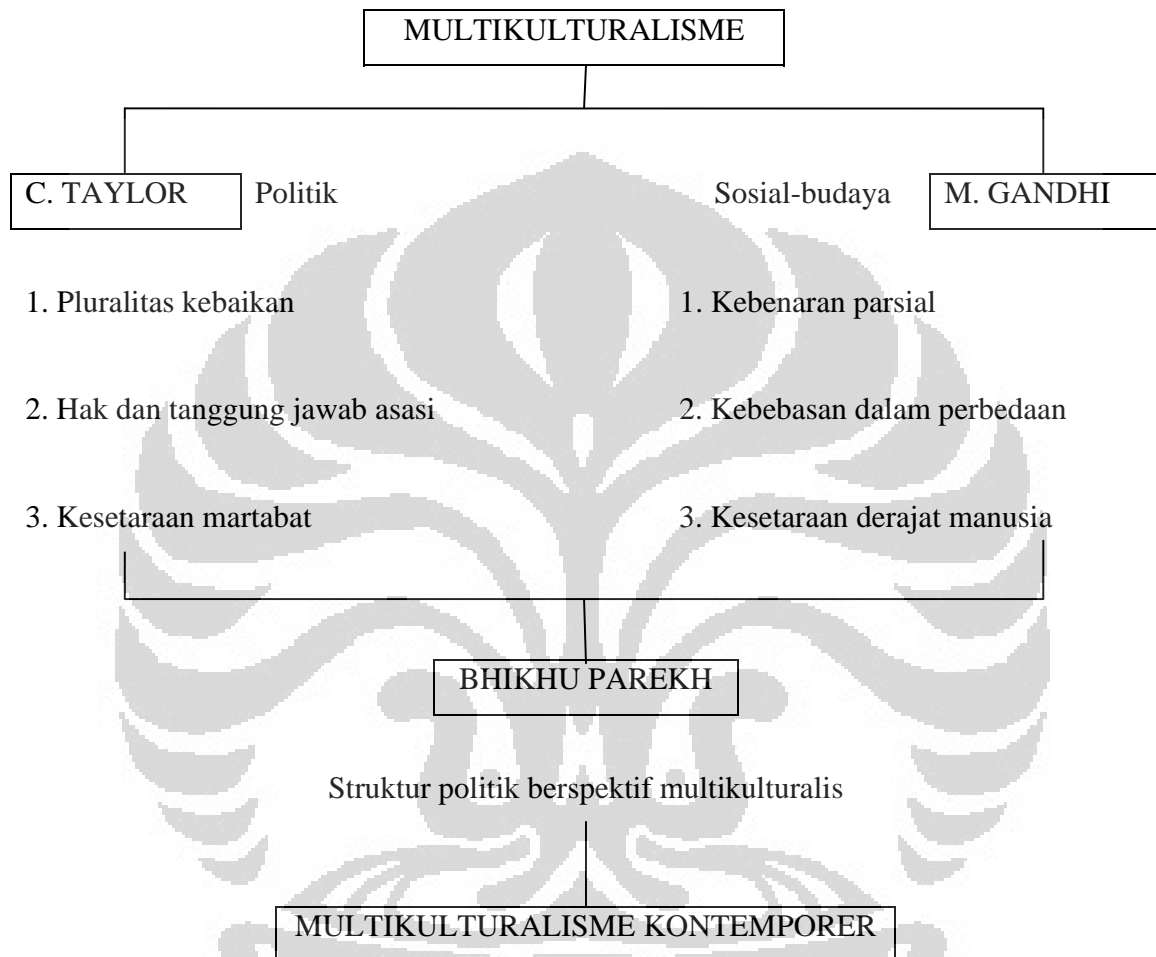 MULTIKULTURALISME
C. TAYLOR Politik Sosial-budaya M. GANDHI
1. Pluralitas kebaikan 1. Kebenaran parsial
2. Hak dan tanggung jawab asasi 2. Kebebasan dalam perbedaan
3. Kesetaraan martabat 3. Kesetaraan derajat manusia
BHIKHU PAREKH
Struktur politik berspektif multikulturalis
MULTIKULTURALISME KONTEMPORER